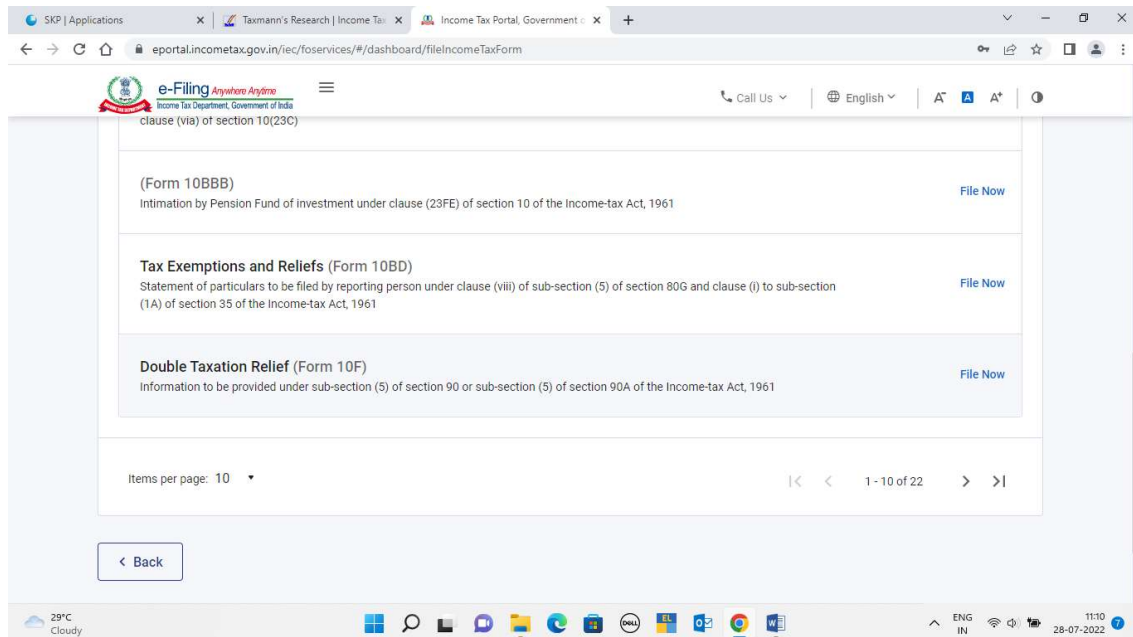 SKP | Applications
Taxmann's Research | Income Tax
Income Tax Portal, Government o
eportal.incometax.gov.in/iec/foservices/#/dashboard/fileIncomeTaxForm
e-Filing Anywhere Anytime
Income Tax Department, Government of India
Call Us
English
A-
A
A+
clause (via) of section 10(23C)
(Form 10BBB)
Intimation by Pension Fund of investment under clause (23FE) of section 10 of the Income-tax Act, 1961
File Now
Tax Exemptions and Reliefs (Form 10BD)
Statement of particulars to be filed by reporting person under clause (viii) of sub-section (5) of section 80G and clause (i) to sub-section
(1A) of section 35 of the Income-tax Act, 1961
File Now
Double Taxation Relief (Form 10F)
Information to be provided under sub-section (5) of section 90 or sub-section (5) of section 90A of the Income-tax Act, 1961
File Now
Items per page: 10
1 - 10 of 22
< Back
29°C
Cloudy
DELL
EL
ENG
IN
11:10
28-07-2022
7